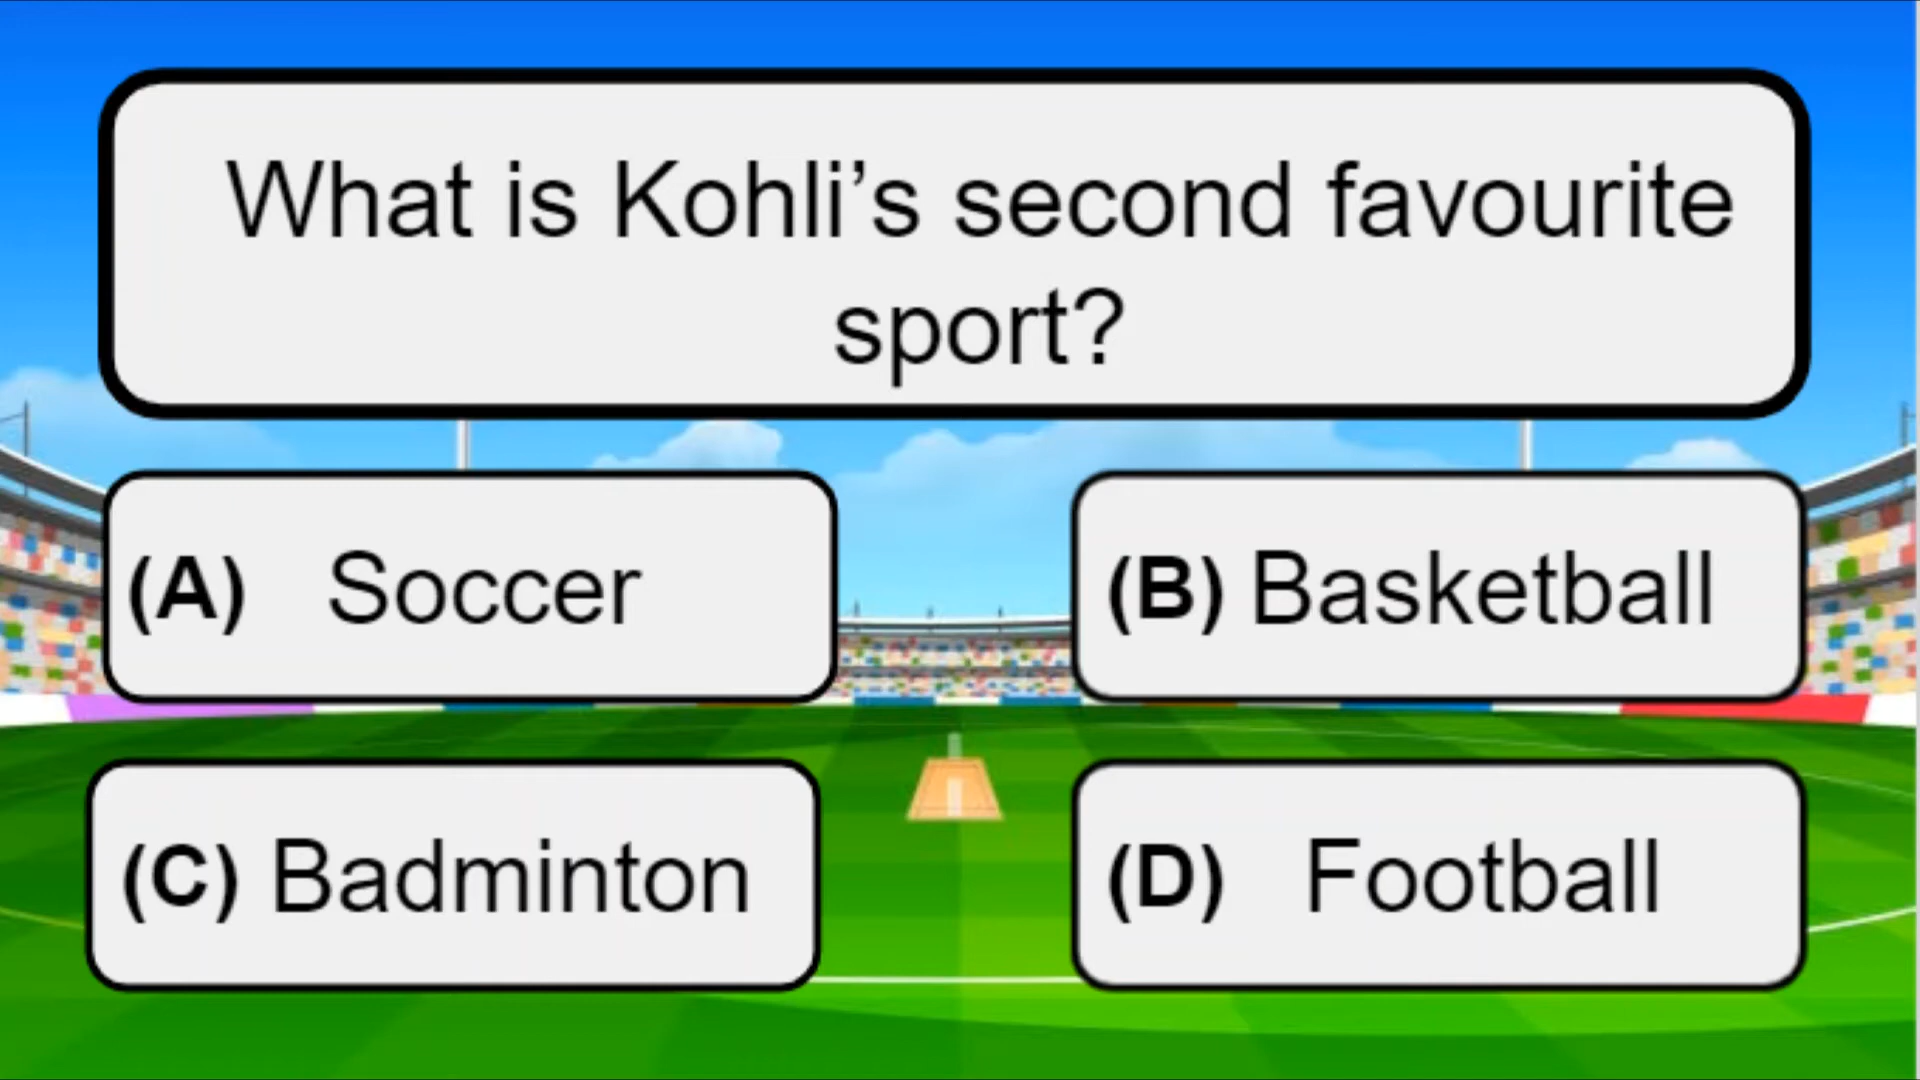 What is Kohli’s second favourite
sport?
(A) Soccer
(B) Basketball
(C) Badminton
(D) Football